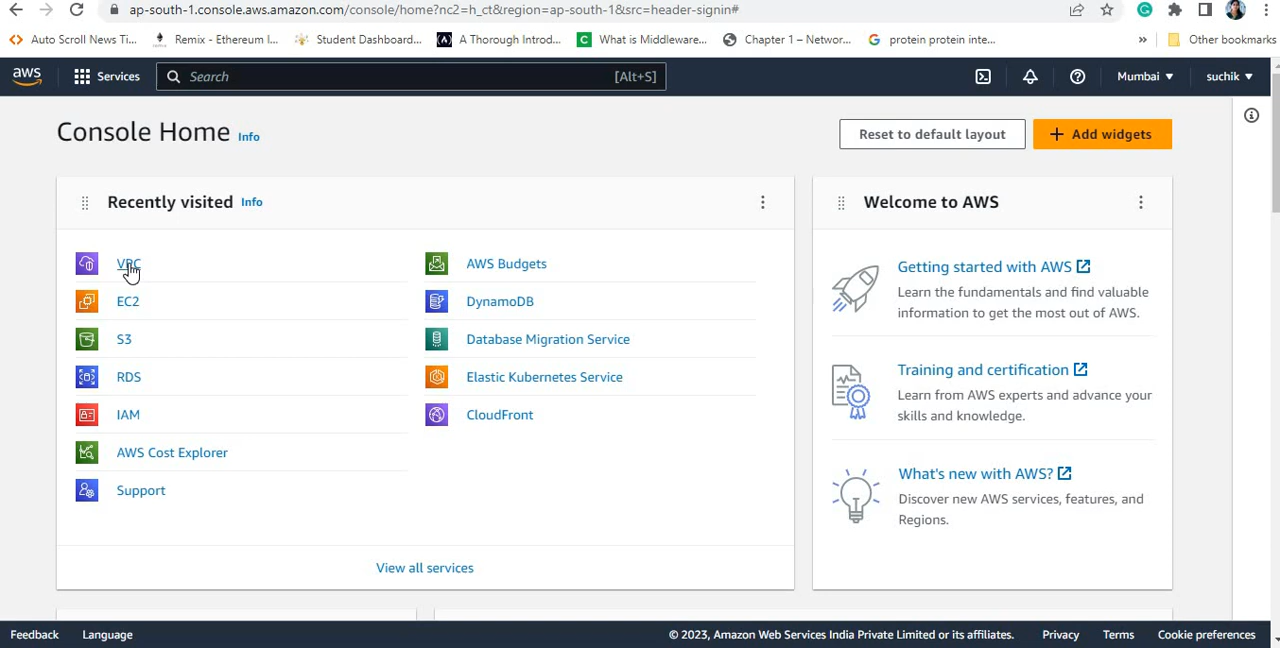 ap-south-1.console.aws.amazon.com/console/home?nc2=h_ct&region=ap-south-1&src=header-signin#
Auto Scroll News Ti... Remix - Ethereum I... Student Dashboard... A Thorough Introd... What is Middleware... Chapter 1 – Networ... protein protein inte... » Other bookmarks
aws Services Search [Alt+S] Mumbai suchik
Console Home Info
Reset to default layout
+ Add widgets
Recently visited Info
VPC
EC2
S3
RDS
IAM
AWS Cost Explorer
Support
AWS Budgets
DynamoDB
Database Migration Service
Elastic Kubernetes Service
CloudFront
View all services
Welcome to AWS
Getting started with AWS
Learn the fundamentals and find valuable
information to get the most out of AWS.
Training and certification
Learn from AWS experts and advance your
skills and knowledge.
What's new with AWS?
Discover new AWS services, features, and
Regions.
Feedback Language © 2023, Amazon Web Services India Private Limited or its affiliates. Privacy Terms Cookie preferences